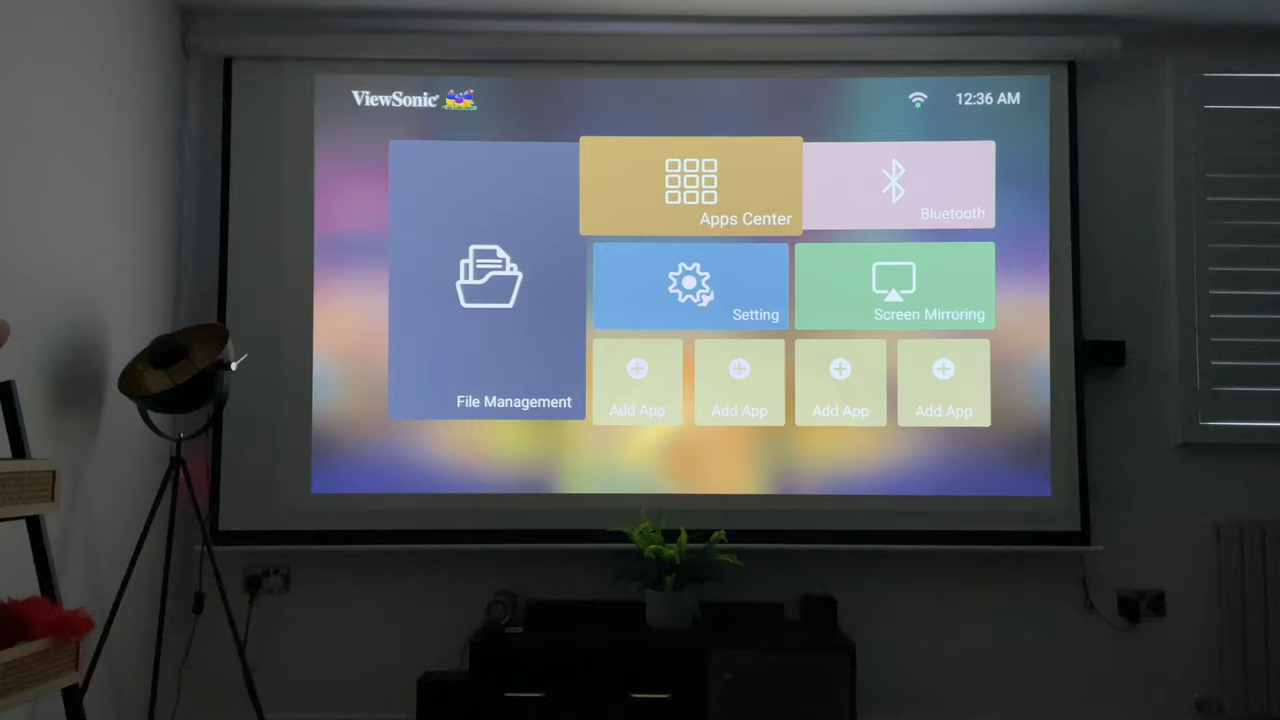 ViewSonic
12:36 AM
Apps Center
Bluetooth
Setting
Screen Mirroring
File Management
Add App
Add App
Add App
Add App